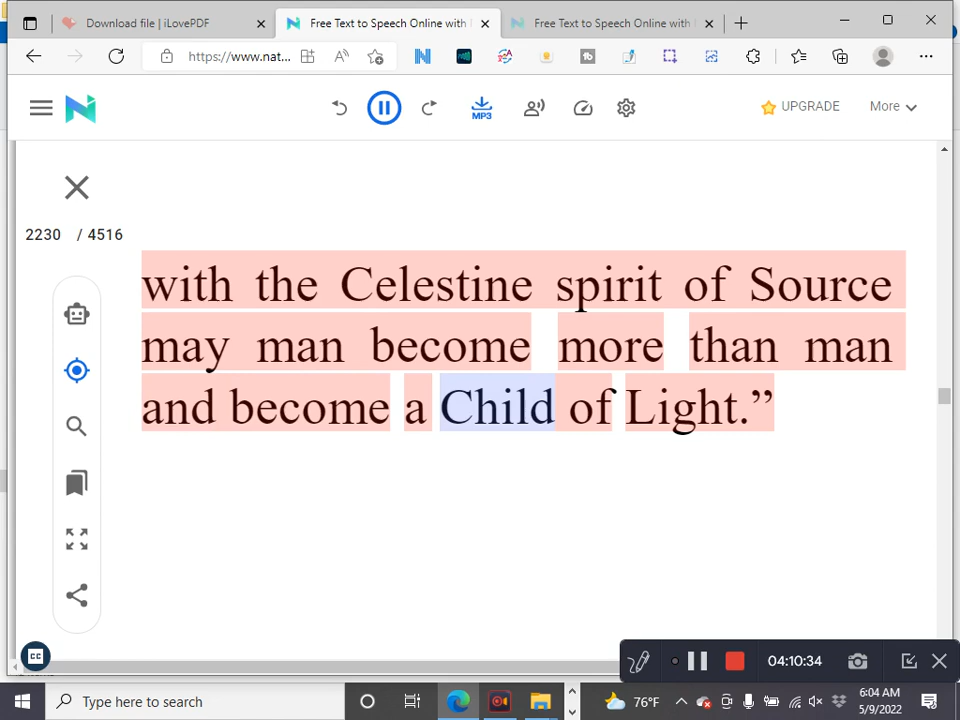 Download file | iLovePDF
Free Text to Speech Online with
Free Text to Speech Online with
https://www.nat...
MP3
UPGRADE
More
2230 / 4516
with the Celestine spirit of Source
may man become more than man
and become a Child of Light.”
CC
04:10:34
Type here to search
76°F
6:04 AM
5/9/2022